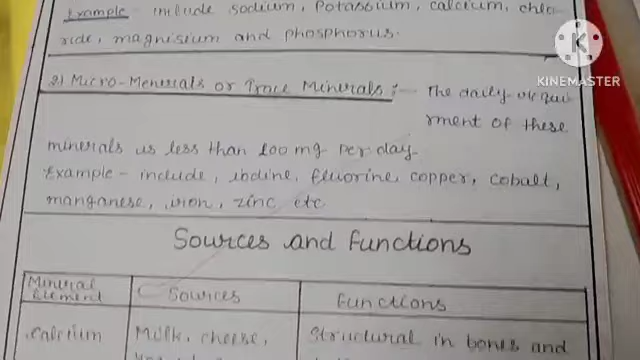 Example - include sodium, Potassium, calcium, chlo-
ride, magnisium and phosphorus.
KINEMASTER
2) Micro-Menerals or Trace Minerals :- The daily requi
rment of these
minerals is less than 100 mg per day
Example - include, iodine, fluorine, copper, cobalt,
manganese, iron, zinc etc
Sources and functions
Mineral Element
Sources
Functions
calcium
Milk, cheese,
Structural in bones and